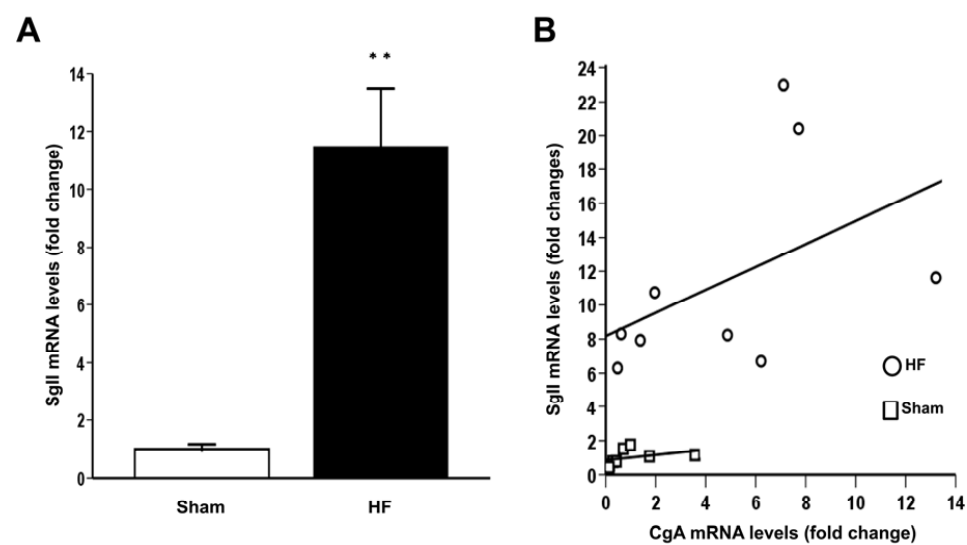 A
**
SgII mRNA levels (fold change)
14
12
10
8
6
4
2
0
Sham
HF
B
SgII mRNA levels (fold changes)
24
22
20
18
16
14
12
10
8
6
4
2
0
HF
Sham
0 2 4 6 8 10 12 14
CgA mRNA levels (fold change)